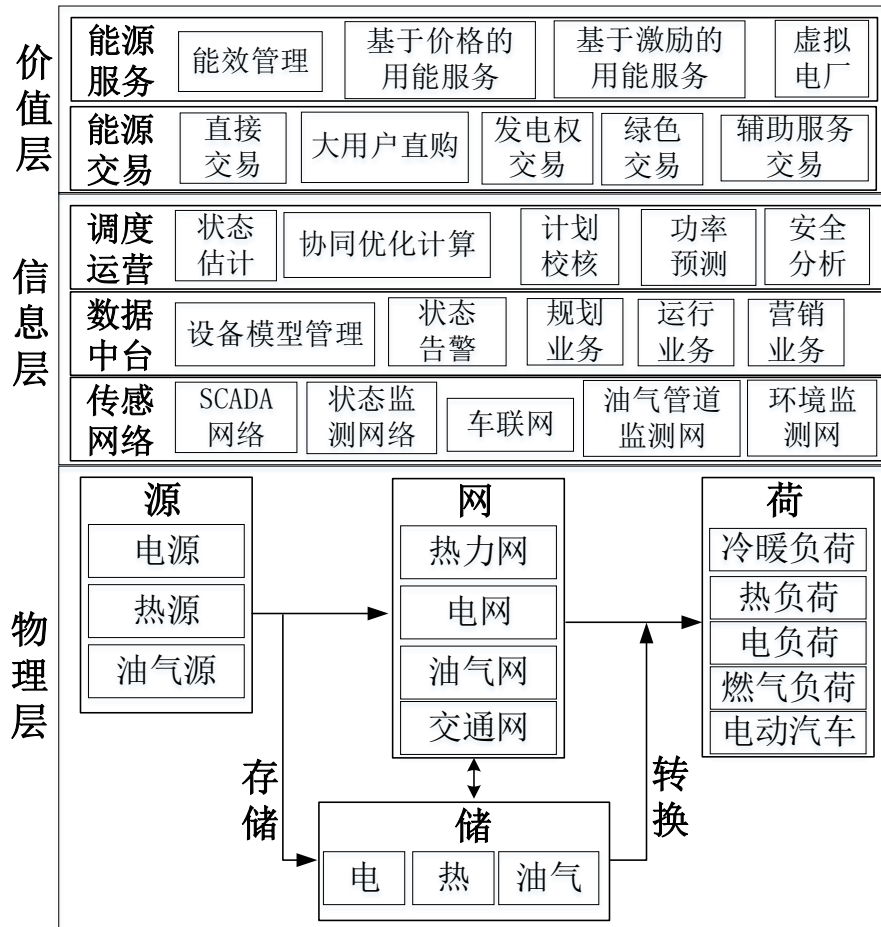 价值层
能源
服务
能效管理
基于价格的
用能服务
基于激励的
用能服务
虚拟
电厂
能源
交易
直接
交易
大用户直购
发电权
交易
绿色
交易
辅助服务
交易
信息层
调度
运营
状态
估计
协同优化计算
计划
校核
功率
预测
安全
分析
数据
中台
设备模型管理
状态
告警
规划
业务
运行
业务
营销
业务
传感
网络
SCADA
网络
状态监
测网络
车联网
油气管道
监测网
环境监
测网
物理层
源
电源
热源
油气源
网
热力网
电网
油气网
交通网
荷
冷暖负荷
热负荷
电负荷
燃气负荷
电动汽车
存储
转换
储
电
热
油气